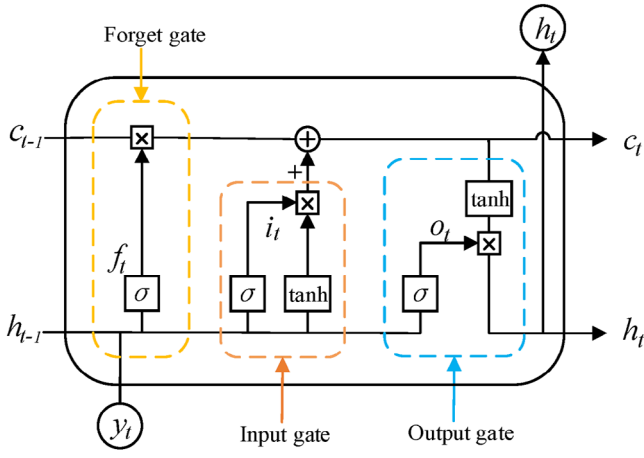 Forget gate
h_t
c_{t-1}
×
+
c_t
+
×
tanh
i_t
o_t
×
f_t
σ
σ
tanh
σ
h_{t-1}
h_t
y_t
Input gate
Output gate